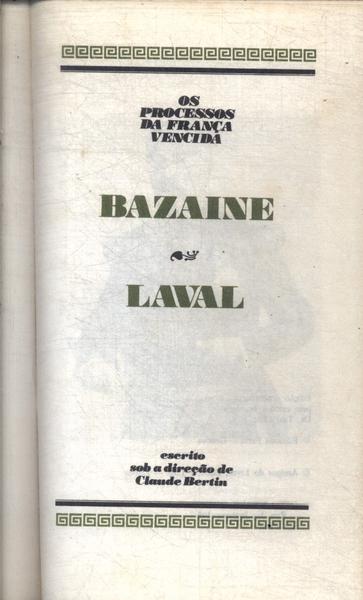 OS
PROCESSOS
DA FRANÇA
VENCIDA
BAZAINE
LAVAL
escrito
sob a direção de
Claude Bertin